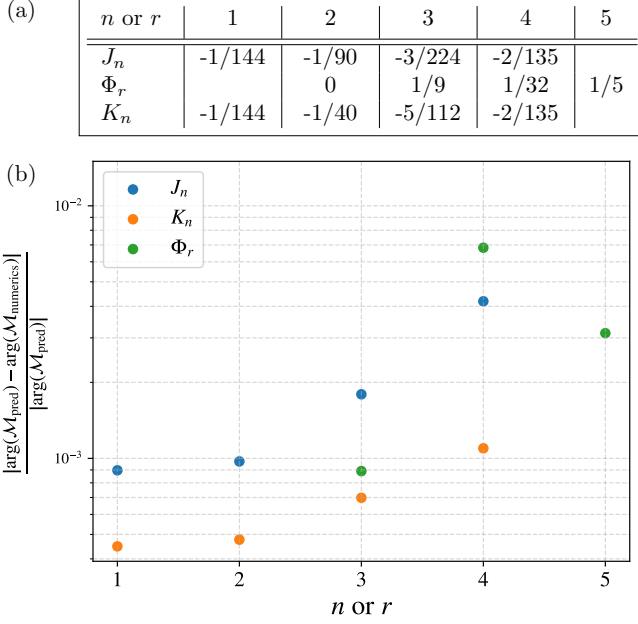 (a)
n or r 1 2 3 4 5
J_n -1/144 -1/90 -3/224 -2/135
Φ_r 0 1/9 1/32 1/5
K_n -1/144 -1/40 -5/112 -2/135
(b)
J_n
K_n
Φ_r
10⁻²
10⁻³
|arg(ℳ_pred) − arg(ℳ_numerics)|
|arg(ℳ_pred)|
1 2 3 4 5
n or r